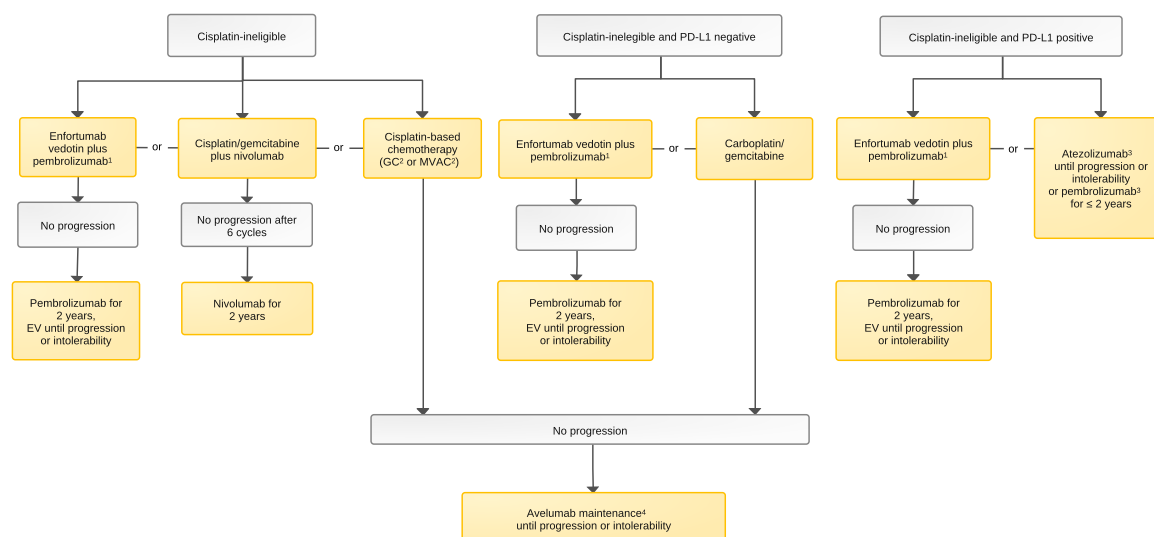 Cisplatin-ineligible
Cisplatin-inelegible and PD-L1 negative
Cisplatin-ineligible and PD-L1 positive
Enfortumab
vedotin plus
pembrolizumab¹
or
Cisplatin/gemcitabine
plus nivolumab
or
Cisplatin-based
chemotherapy
(GC² or MVAC²)
Enfortumab vedotin plus
pembrolizumab¹
or
Carboplatin/
gemcitabine
Enfortumab vedotin plus
pembrolizumab¹
or
Atezolizumab³
until progression or
intolerability
or pembrolizumab³
for ≤ 2 years
No progression
No progression after
6 cycles
No progression
No progression
Pembrolizumab for
2 years,
EV until progression
or intolerability
Nivolumab for
2 years
Pembrolizumab for
2 years,
EV until progression
or intolerability
Pembrolizumab for
2 years,
EV until progression
or intolerability
No progression
Avelumab maintenance⁴
until progression or intolerability